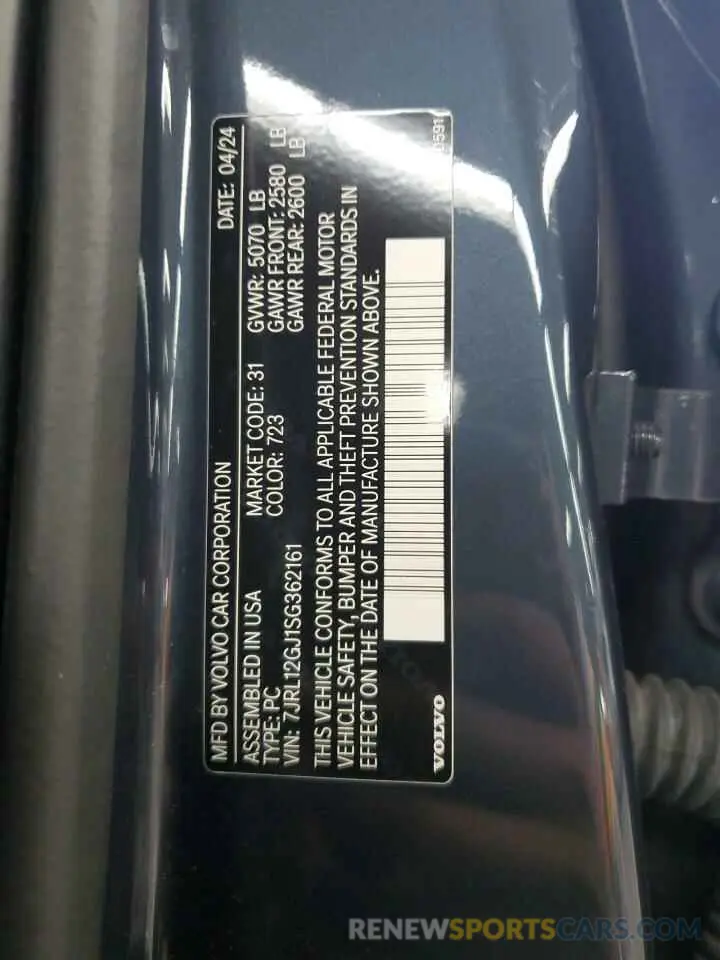 MFD BY VOLVO CAR CORPORATION DATE: 04/24
ASSEMBLED IN USA MARKET CODE: 31 GVWR: 5070 LB
TYPE: PC COLOR: 723 GAWR FRONT: 2580 LB
VIN: 7JRL12GJ1SG362161 GAWR REAR: 2600 LB
THIS VEHICLE CONFORMS TO ALL APPLICABLE FEDERAL MOTOR
VEHICLE SAFETY, BUMPER AND THEFT PREVENTION STANDARDS IN
EFFECT ON THE DATE OF MANUFACTURE SHOWN ABOVE.
VOLVO
RENEWSPORTSCARS.COM